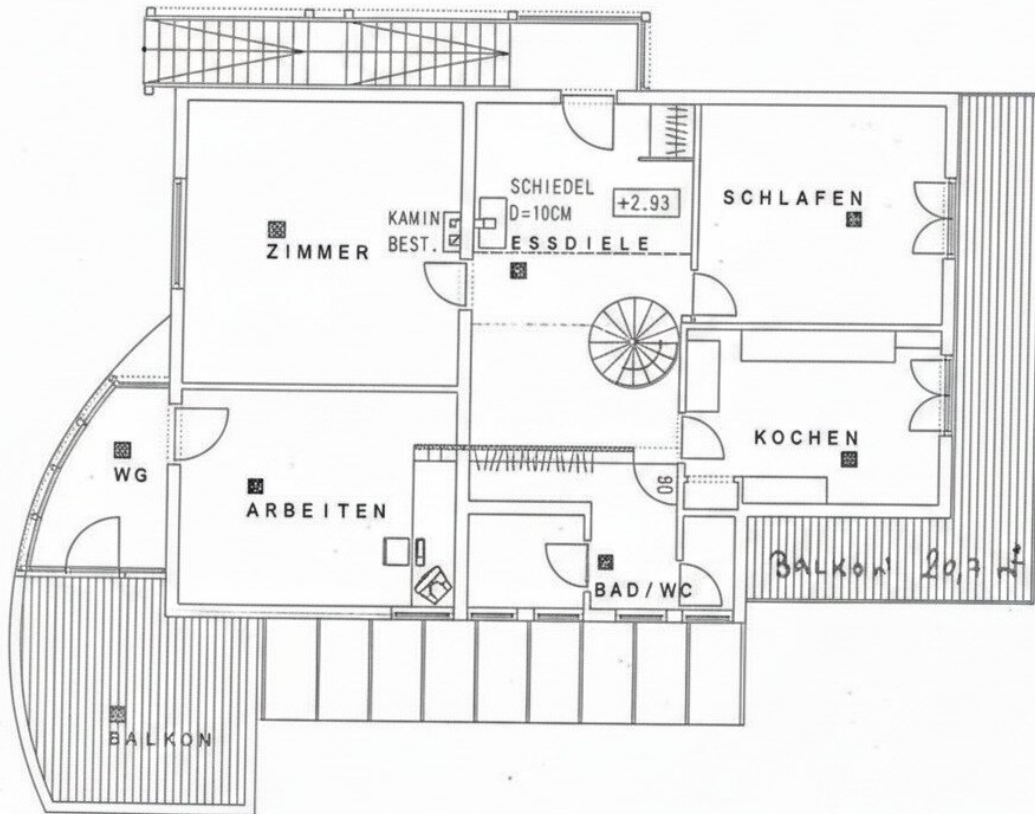 SCHIEDEL
D=10CM
+2.93
KAMIN
BEST.
ESSDIELE
ZIMMER
SCHLAFEN
KOCHEN
WG
ARBEITEN
90
BAD/WC
BALKON 20,7 m²
BALKON